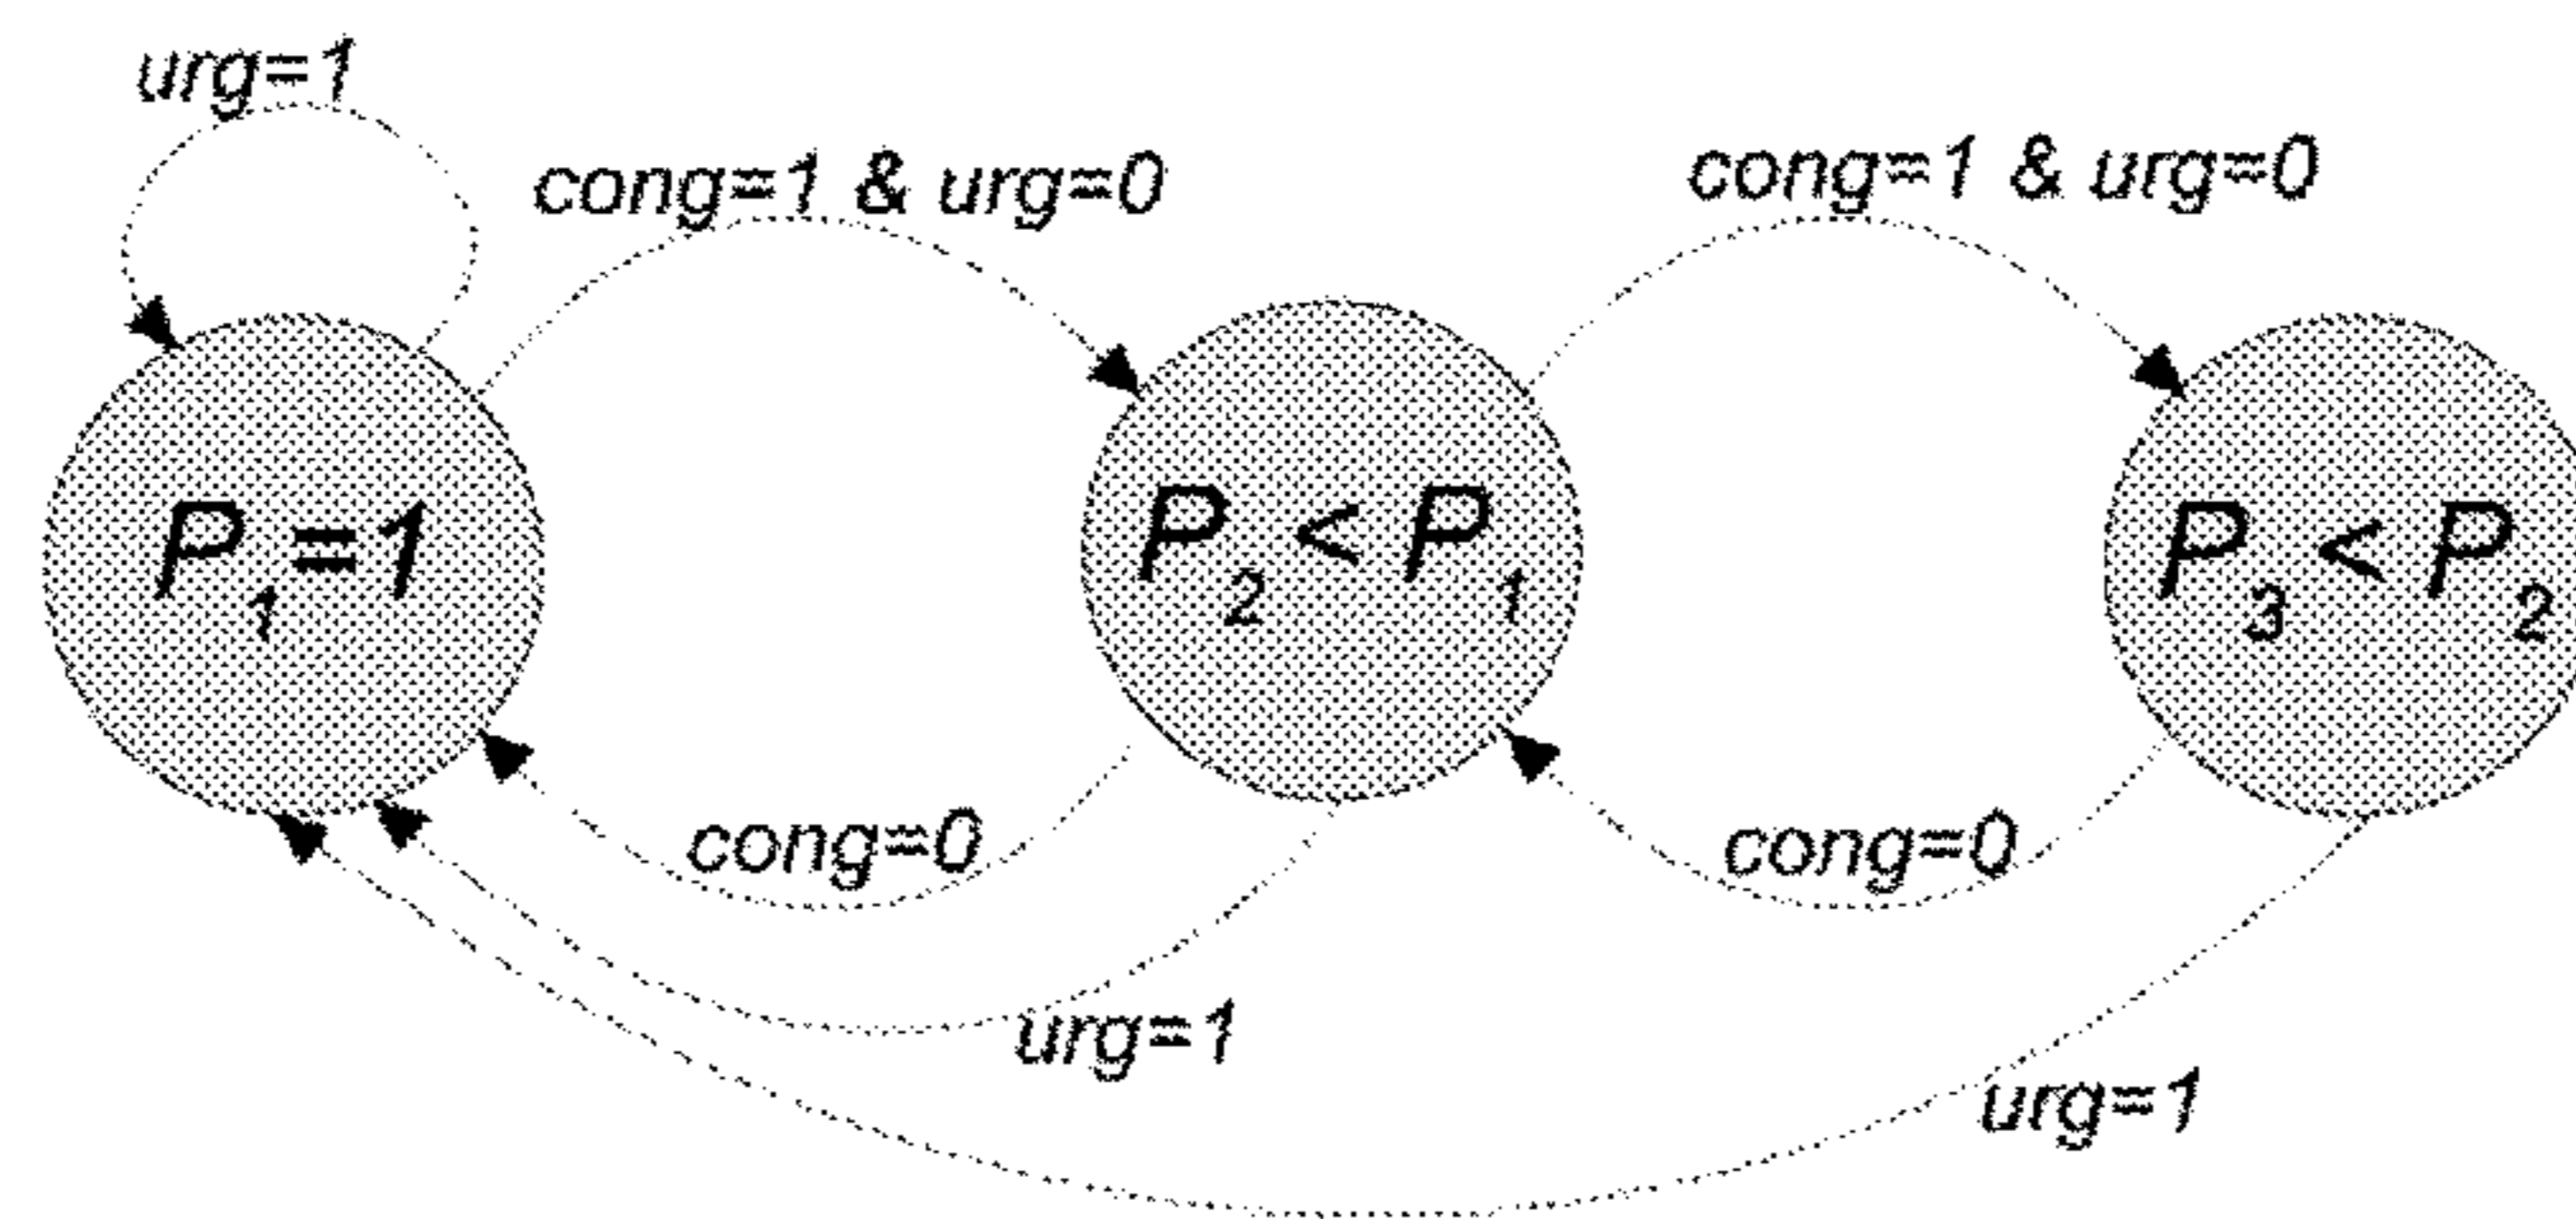 urg=1
cong=1 & urg=0
cong=1 & urg=0
P₁=1
P₂ < P₁
P₃ < P₂
cong=0
cong=0
urg=1
urg=1